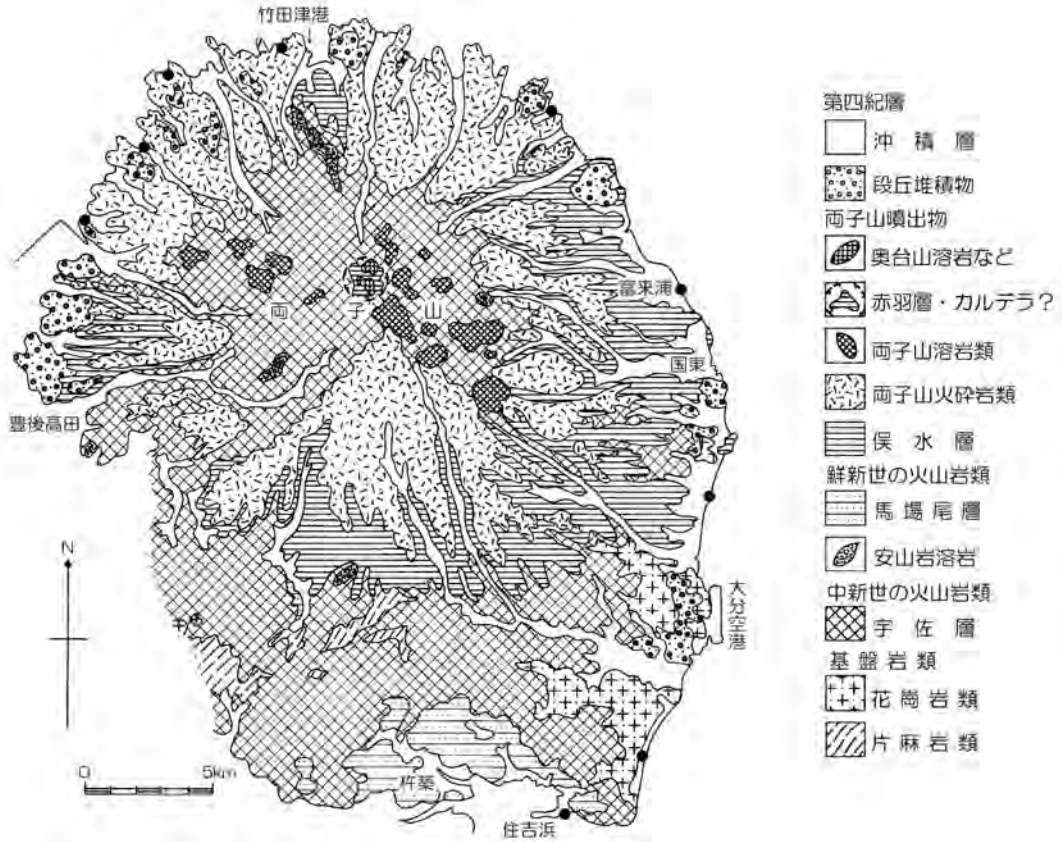 竹田津港
両子山
富来浦
国東
豊後高田
N
大分空港
0 5km
杵築
住吉浜
第四紀層
沖積層
段丘堆積物
両子山噴出物
奥台山溶岩など
赤羽層・カルデラ?
両子山溶岩類
両子山火砕岩類
俣水層
鮮新世の火山岩類
馬場尾層
安山岩溶岩
中新世の火山岩類
宇佐層
基盤岩類
花崗岩類
片麻岩類